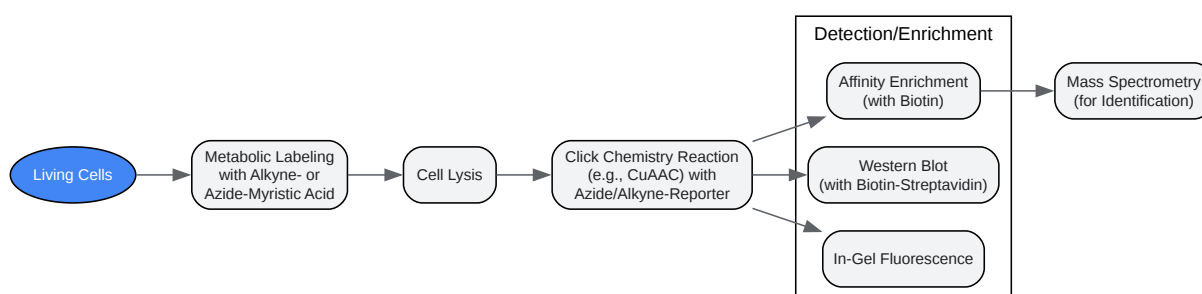 Living Cells
Metabolic Labeling
with Alkyne- or
Azide-Myristic Acid
Cell Lysis
Click Chemistry Reaction
(e.g., CuAAC) with
Azide/Alkyne-Reporter
Detection/Enrichment
Affinity Enrichment
(with Biotin)
Western Blot
(with Biotin-Streptavidin)
In-Gel Fluorescence
Mass Spectrometry
(for Identification)